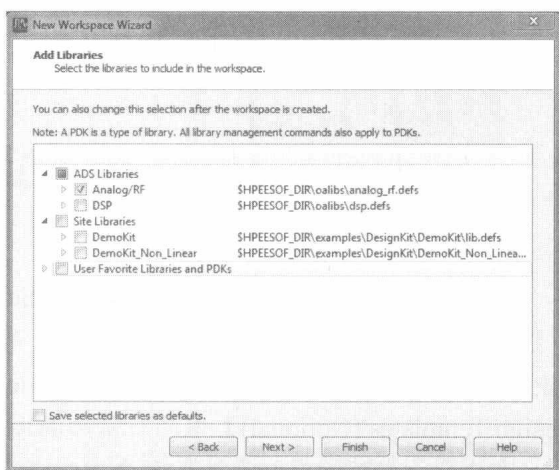 New Workspace Wizard
X
Add Libraries
Select the libraries to include in the workspace.
You can also change this selection after the workspace is created.
Note: A PDK is a type of library. All library management commands also apply to PDKs.
ADS Libraries
Analog/RF $HPEESOF_DIR\oalibs\analog_rf.defs
DSP $HPEESOF_DIR\oalibs\dsp.defs
Site Libraries
DemoKit $HPEESOF_DIR\examples\DesignKit\DemoKit\lib.defs
DemoKit_Non_Linear $HPEESOF_DIR\examples\DesignKit\DemoKit_Non_Linea...
User Favorite Libraries and PDKs
Save selected libraries as defaults.
< Back Next > Finish Cancel Help